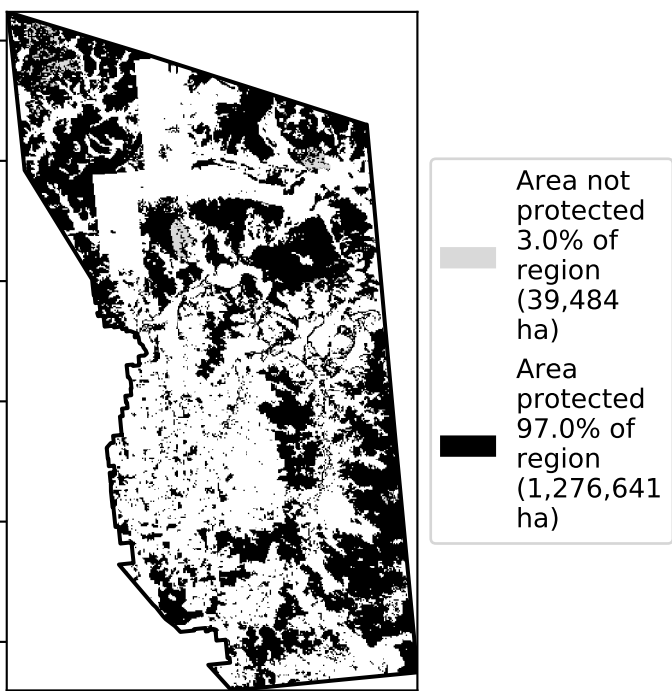 Area not
protected
3.0% of
region
(39,484
ha)
Area
protected
97.0% of
region
(1,276,641
ha)